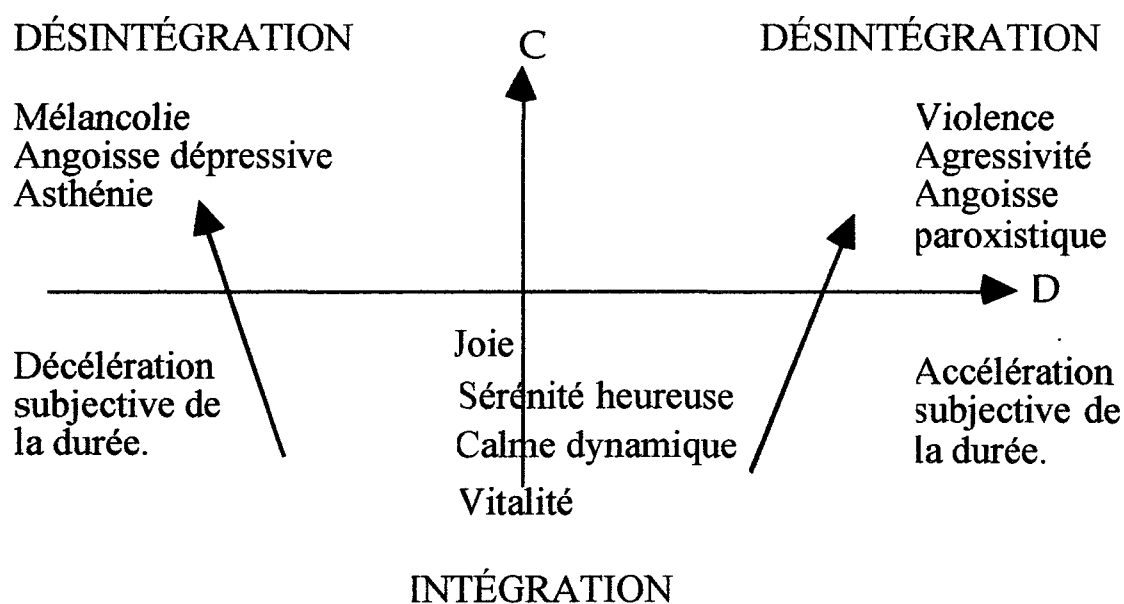 DÉSINTÉGRATION
C
DÉSINTÉGRATION
Mélancolie
Angoisse dépressive
Asthénie
Violence
Agressivité
Angoisse
paroxistique
D
Joie
Sérénité heureuse
Calme dynamique
Vitalité
Décélération
subjective de
la durée.
Accélération
subjective de
la durée.
INTÉGRATION